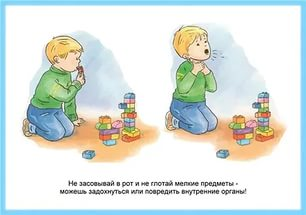 Не засовывай в рот и не глотай мелкие предметы -
можешь задохнуться или повредить внутренние органы!